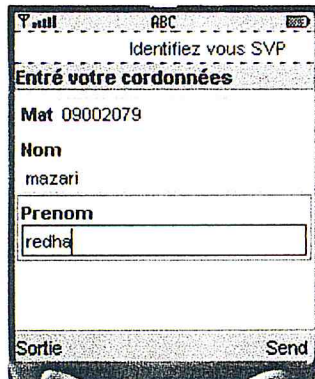 ABC
Identifiez vous SVP
Entré votre cordonnées
Mat 09002079
Nom
mazari
Prenom
redha
Sortie Send